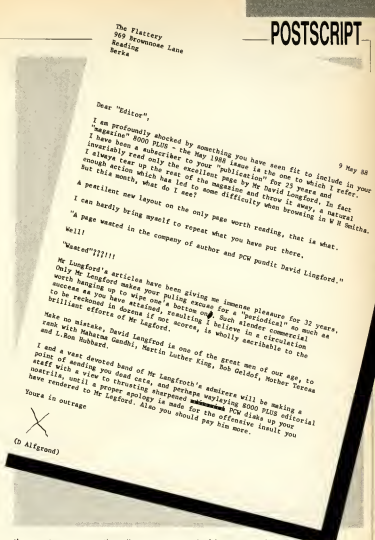 POSTSCRIPT
The Flattery
969 Brownnose Lane
Reading
Berks
9 May 88
Dear "Editor",
I am profoundly shocked by something you have seen fit to include in your
"magazine" 8000 PLUS - the May 1988 issue is the one to which I refer.
I have been a subscriber to your "publication" for 25 years and
invariably read only the excellent page by Mr David Longford. In fact
I always tear up the rest of the magazine and throw it away, a natural
enough action which has led to some difficulty when browsing in W H Smiths.
But this month, what do I see?
A pestilent new layout on the only page worth reading, that is what.
I can hardly bring myself to repeat what you have put there.
"A page wasted in the company of author and PCW pundit David Lingford."
Well!
"Wasted"???!!!
Mr Lungford's articles have been giving me immense pleasure for 32 years.
Only Mr Lengford makes your puling excuse for a "periodical" so much as
worth hanging up to wipe one's bottom on. Such slender commercial
success as you have attained, resulting I believe in a circulation
to be reckoned in dozens if not scores, is wholly ascribable to the
brilliant efforts of Mr Lagford.
Make no mistake, David Langfrod is one of the great men of our age, to
rank with Mahatma Gandhi, Martin Luther King, Bob Geldof, Mother Teresa
and L.Ron Hubbard.
I and a vast devoted band of Mr Langfroth's admirers will be making a
point of sending you dead cats, and perhaps waylaying 8000 PLUS editorial
staff with a view to thrusting sharpened PCW disks up your
nostrils, until a proper apology is made for the offensive insult you
have rendered to Mr Logford. Also you should pay him more.
Yours in outrage
X
(D Alfgrond)